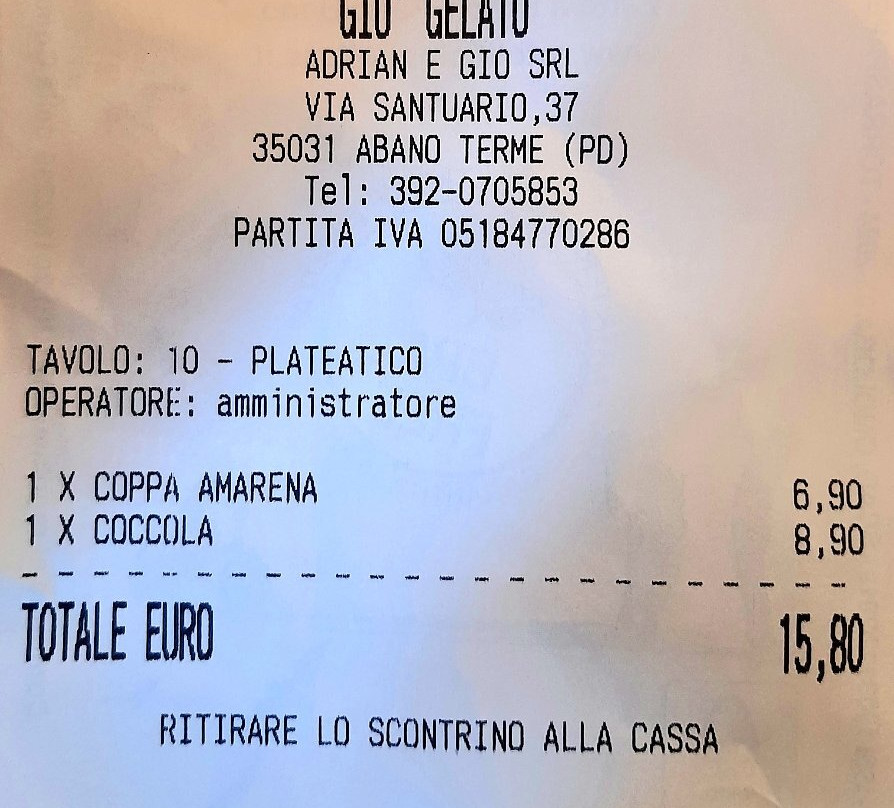 GIO GELATO
ADRIAN E GIO SRL
VIA SANTUARIO,37
35031 ABANO TERME (PD)
Tel: 392-0705853
PARTITA IVA 05184770286
TAVOLO: 10 - PLATEATICO
OPERATORE: amministratore
1 X COPPA AMARENA 6,90
1 X COCCOLA 8,90
TOTALE EURO 15,80
RITIRARE LO SCONTRINO ALLA CASSA